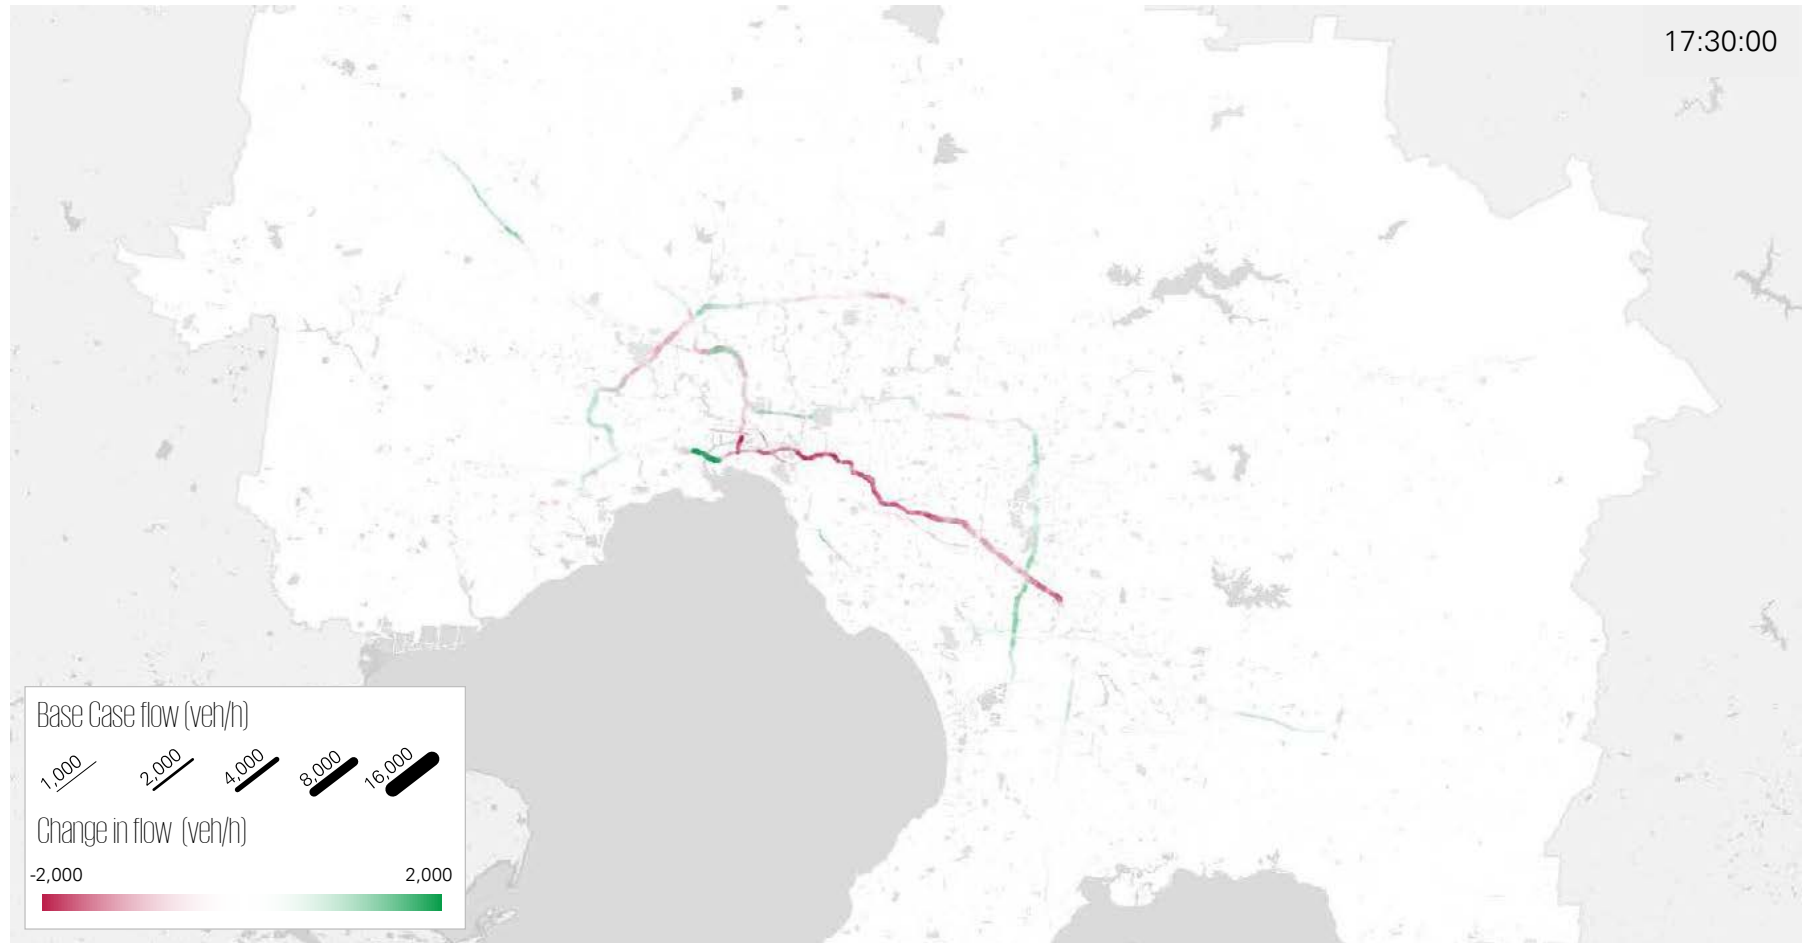 17:30:00
Base Case flow (veh/h)
1,000 2,000 4,000 8,000 16,000
Change in flow (veh/h)
-2,000 2,000